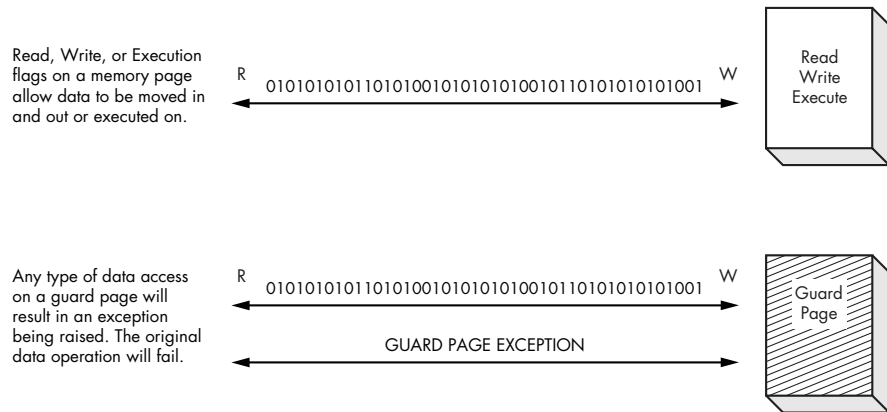 Read, Write, or Execution
flags on a memory page
allow data to be moved in
and out or executed on.
R
0101010101101010010101010100101101010101010101001
W
Read
Write
Execute
Any type of data access
on a guard page will
result in an exception
being raised. The original
data operation will fail.
R
0101010101101010010101010100101101010101010101001
W
GUARD PAGE EXCEPTION
Guard
Page